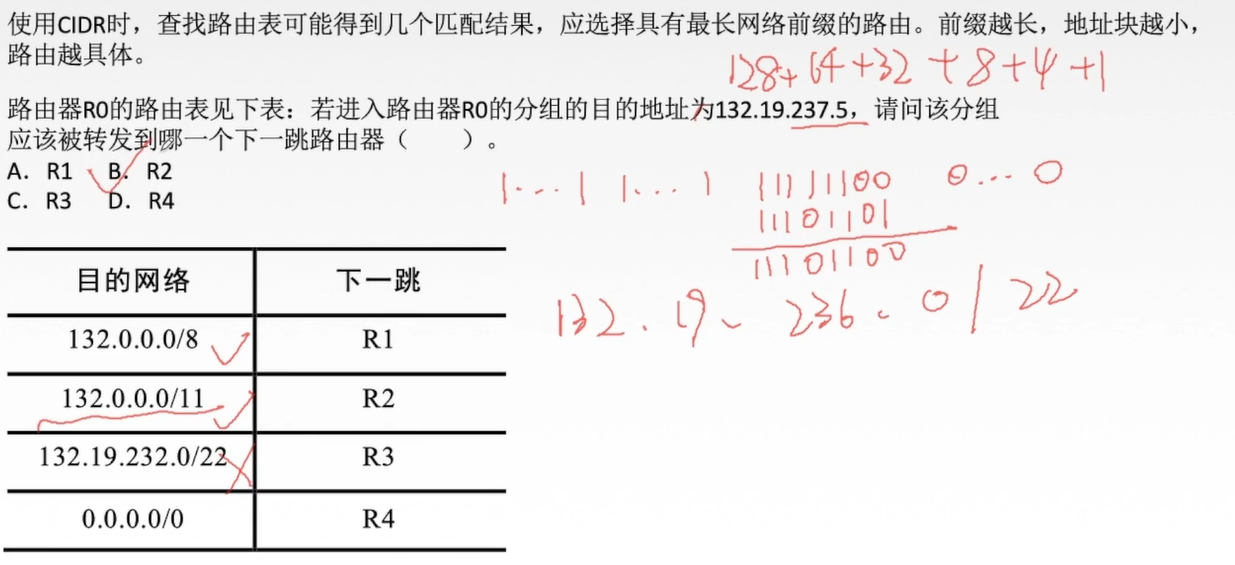 使用CIDR时，查找路由表可能得到几个匹配结果，应选择具有最长网络前缀的路由。前缀越长，地址块越小，
路由越具体。
128+64+32+8+4+1
路由器R0的路由表见下表：若进入路由器R0的分组的目的地址为132.19.237.5，请问该分组
应该被转发到哪一个下一跳路由器（　　）。
A．R1　B．R2
C．R3　D．R4
1...1 1...1 11111100 0...0
11101101
11101100
132.19.236.0/22
目的网络 下一跳
132.0.0.0/8 R1
132.0.0.0/11 R2
132.19.232.0/22 R3
0.0.0.0/0 R4